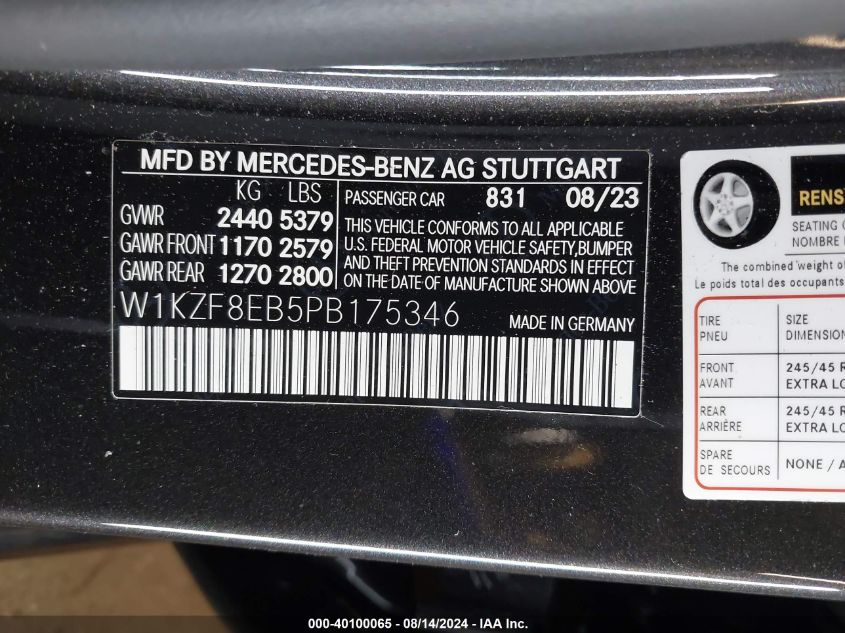 MFD BY MERCEDES-BENZ AG STUTTGART
KG LBS
GVWR 2440 5379
GAWR FRONT 1170 2579
GAWR REAR 1270 2800
PASSENGER CAR 831 08/23
THIS VEHICLE CONFORMS TO ALL APPLICABLE
U.S. FEDERAL MOTOR VEHICLE SAFETY,BUMPER
AND THEFT PREVENTION STANDARDS IN EFFECT
ON THE DATE OF MANUFACTURE SHOWN ABOVE
W1KZF8EB5PB175346
MADE IN GERMANY
SEATING
NOMBRE
The combined weight of
Le poids total des occupants
TIRE
PNEU
SIZE
DIMENSION
FRONT
AVANT
245/45 R
EXTRA
REAR
ARRIÈRE
245/45 R
EXTRA
SPARE
DE SECOURS
NONE /
000-40100065 - 08/14/2024 - IAA Inc.